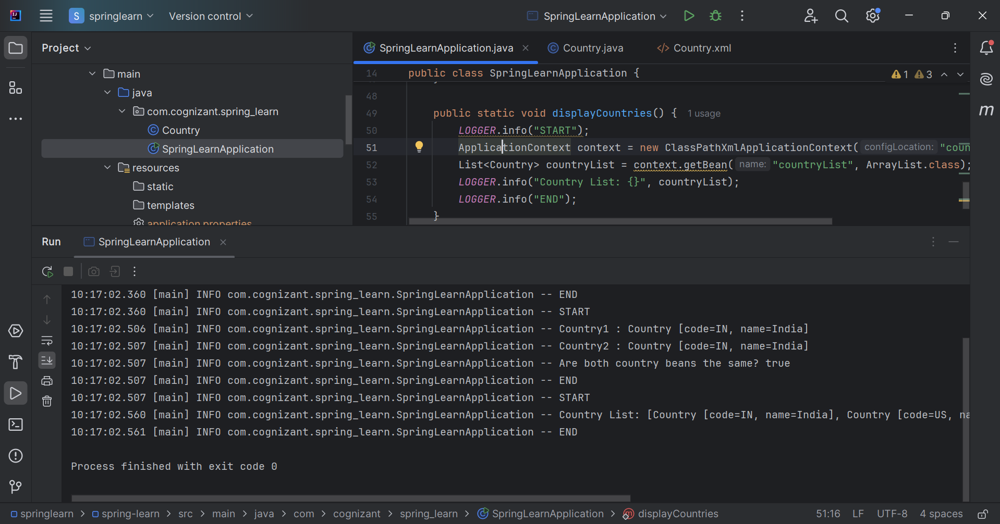 S springlearn Version control SpringLearnApplication
Project
SpringLearnApplication.java Country.java Country.xml
main
java
com.cognizant.spring_learn
Country
SpringLearnApplication
resources
static
templates
application.properties
14 public class SpringLearnApplication { 1 3
48
49 public static void displayCountries() { 1 usage
50 LOGGER.info("START");
51 ApplicationContext context = new ClassPathXmlApplicationContext( configLocation: "coun
52 List<Country> countryList = context.getBean( name: "countryList", ArrayList.class);
53 LOGGER.info("Country List: {}", countryList);
54 LOGGER.info("END");
55 }
Run SpringLearnApplication
10:17:02.360 [main] INFO com.cognizant.spring_learn.SpringLearnApplication -- END
10:17:02.360 [main] INFO com.cognizant.spring_learn.SpringLearnApplication -- START
10:17:02.506 [main] INFO com.cognizant.spring_learn.SpringLearnApplication -- Country1 : Country [code=IN, name=India]
10:17:02.507 [main] INFO com.cognizant.spring_learn.SpringLearnApplication -- Country2 : Country [code=IN, name=India]
10:17:02.507 [main] INFO com.cognizant.spring_learn.SpringLearnApplication -- Are both country beans the same? true
10:17:02.507 [main] INFO com.cognizant.spring_learn.SpringLearnApplication -- END
10:17:02.507 [main] INFO com.cognizant.spring_learn.SpringLearnApplication -- START
10:17:02.560 [main] INFO com.cognizant.spring_learn.SpringLearnApplication -- Country List: [Country [code=IN, name=India], Country [code=US, na
10:17:02.561 [main] INFO com.cognizant.spring_learn.SpringLearnApplication -- END
Process finished with exit code 0
springlearn > spring-learn > src > main > java > com > cognizant > spring_learn > SpringLearnApplication > displayCountries 51:16 LF UTF-8 4 spaces